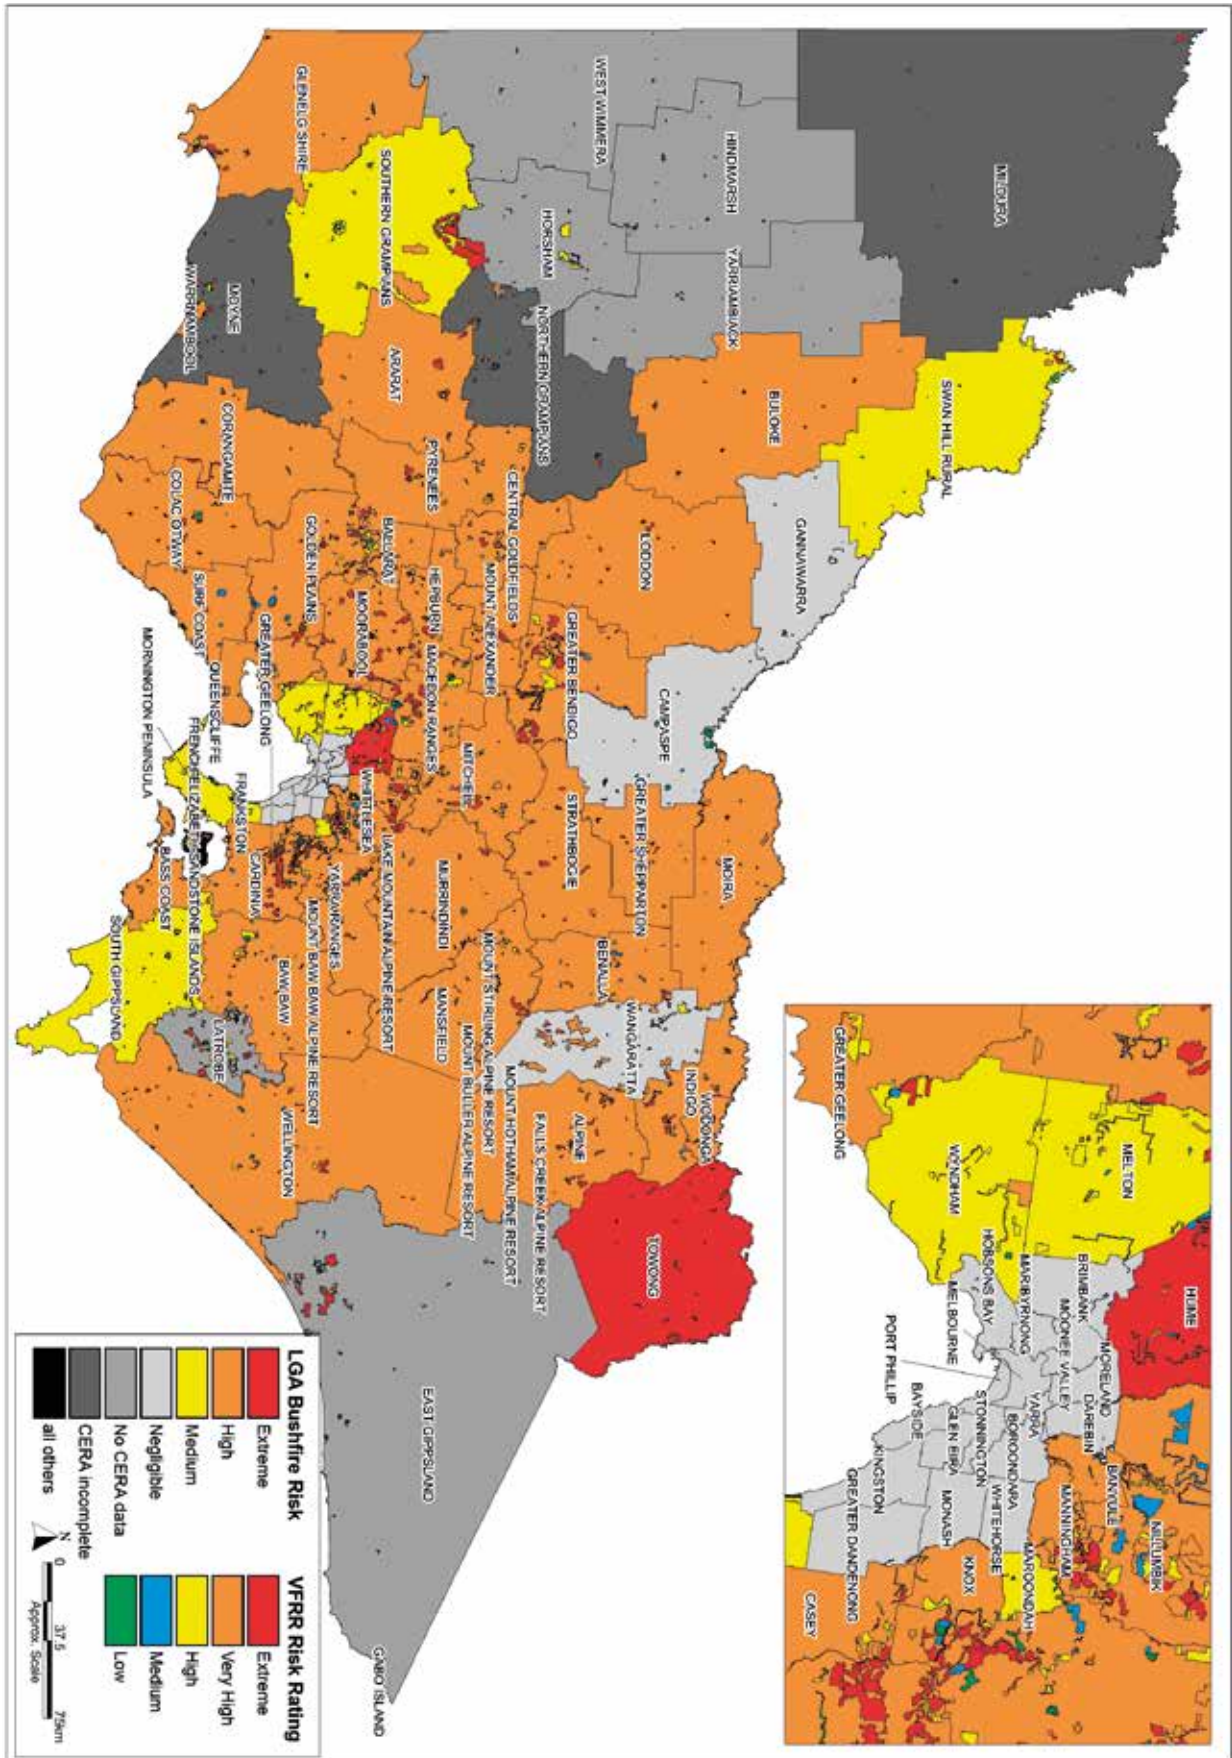 MILDURA
HINDMARSH
WEST WIMMERA
YARRIAMBIACK
HORSHAM
SWAN HILL RURAL
BULOKE
GANNAWARRA
NORTHERN GRAMPIANS
SOUTHERN GRAMPIANS
GLENELG SHIRE
MOYNE
WARRNAMBOOL
ARARAT
LODDON
CAMPASPE
CENTRAL GOLDFIELDS
PYRENEES
CORANGAMITE
COLAC OTWAY
MOUNT ALEXANDER
GREATER BENDIGO
HEPBURN
BALLARAT
GOLDEN PLAINS
MOORABOOL
MACEDON RANGES
SURF COAST
GREATER GEELONG
QUEENSCLIFFE
MORNINGTON PENINSULA
FRENCH-ELIZABETH-SANDSTONE ISLANDS
FRANKSTON
MITCHELL
WHITTLESEA
STRATHBOGIE
GREATER SHEPPARTON
MOIRA
MURRINDINDI
LAKE MOUNTAIN ALPINE RESORT
YARRA RANGES
CARDINIA
BASS COAST
SOUTH GIPPSLAND
MOUNT BAW BAW ALPINE RESORT
BAW BAW
LATROBE
BENALLA
MANSFIELD
MOUNT STIRLING ALPINE RESORT
MOUNT BULLER ALPINE RESORT
WANGARATTA
INDIGO
WODONGA
ALPINE
FALLS CREEK ALPINE RESORT
MOUNT HOTHAM ALPINE RESORT
WELLINGTON
TOWONG
EAST GIPPSLAND
GABO ISLAND
GREATER GEELONG
WYNDHAM
MELTON
HUME
BRIMBANK
MOONEE VALLEY
MORELAND
DAREBIN
MARIBYRNONG
HOBSONS BAY
MELBOURNE
PORT PHILLIP
YARRA
BOROONDARA
STONNINGTON
GLEN EIRA
BAYSIDE
KINGSTON
MONASH
WHITEHORSE
GREATER DANDENONG
BANYULE
MANNINGHAM
NILLUMBIK
MAROONDAH
KNOX
CASEY
LGA Bushfire Risk
Extreme
High
Medium
Negligible
No CERA data
CERA incomplete
all others
VFRR Risk Rating
Extreme
Very High
High
Medium
Low
N
0 37.5 75km
Approx. Scale